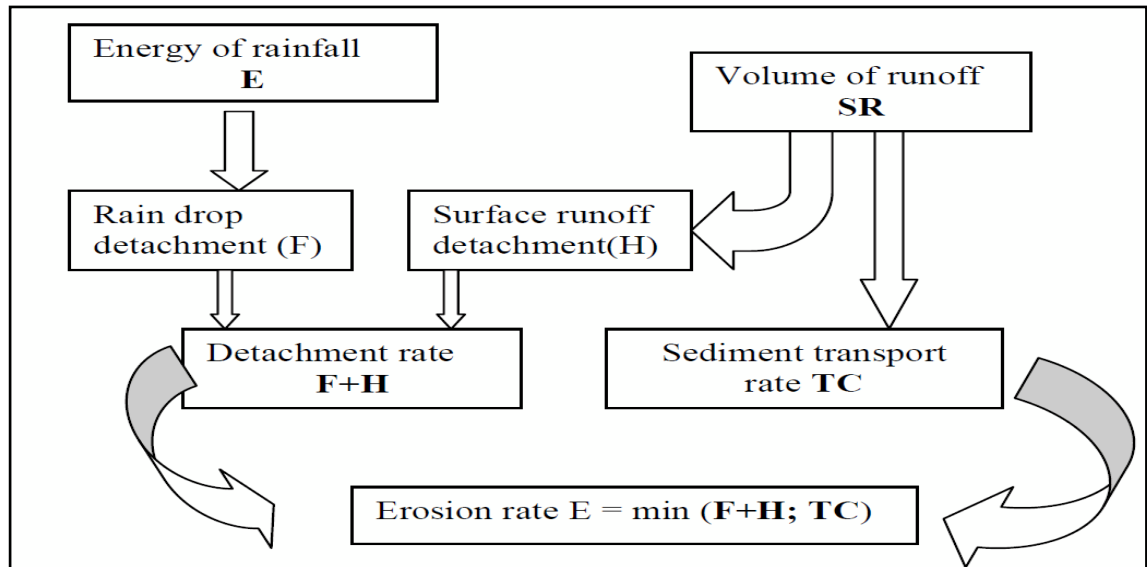 Energy of rainfall
E
Volume of runoff
SR
Rain drop
detachment (F)
Surface runoff
detachment(H)
Detachment rate
F+H
Sediment transport
rate TC
Erosion rate E = min (F+H; TC)